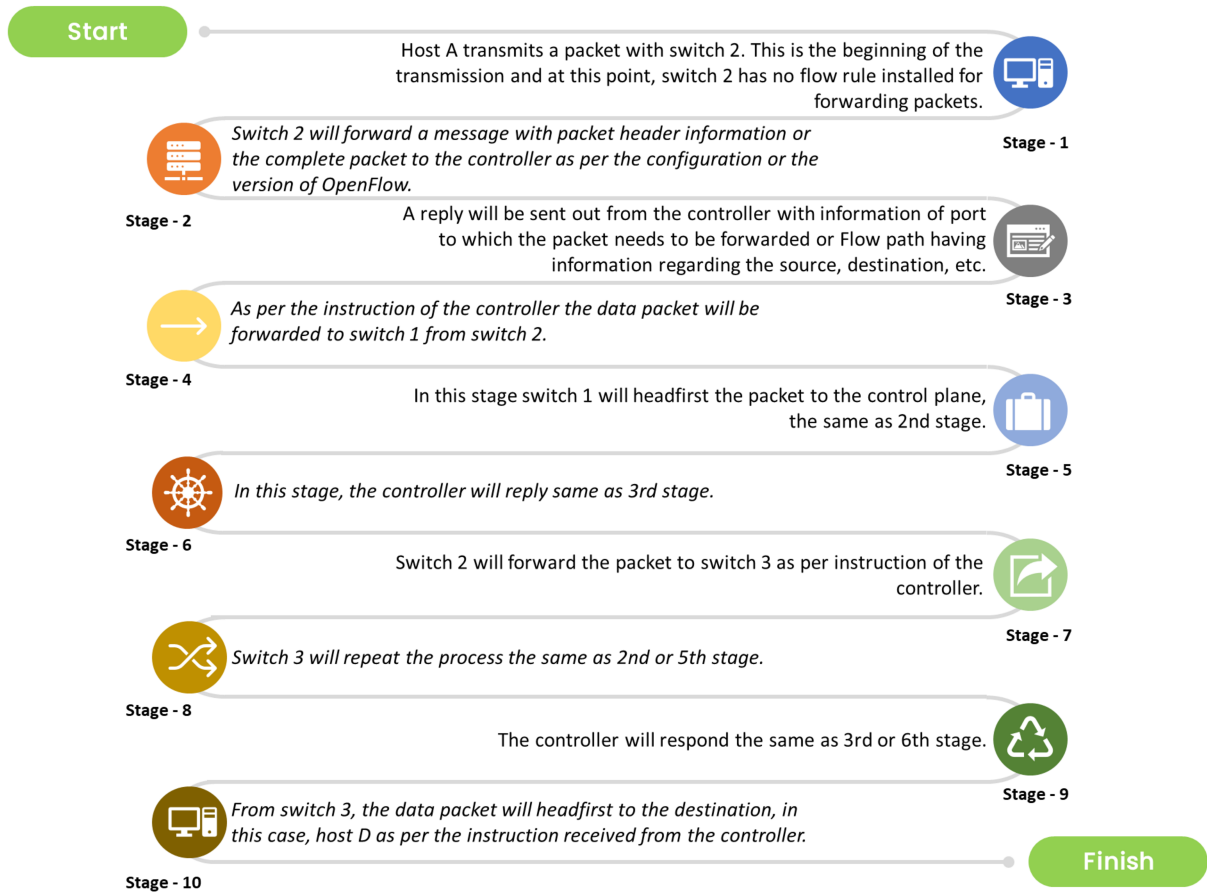 Start
Host A transmits a packet with switch 2. This is the beginning of the
transmission and at this point, switch 2 has no flow rule installed for
forwarding packets.
Stage - 1
Switch 2 will forward a message with packet header information or
the complete packet to the controller as per the configuration or the
version of OpenFlow.
Stage - 2
A reply will be sent out from the controller with information of port
to which the packet needs to be forwarded or Flow path having
information regarding the source, destination, etc.
Stage - 3
As per the instruction of the controller the data packet will be
forwarded to switch 1 from switch 2.
Stage - 4
In this stage switch 1 will headfirst the packet to the control plane,
the same as 2nd stage.
Stage - 5
In this stage, the controller will reply same as 3rd stage.
Stage - 6
Switch 2 will forward the packet to switch 3 as per instruction of the
controller.
Stage - 7
Switch 3 will repeat the process the same as 2nd or 5th stage.
Stage - 8
The controller will respond the same as 3rd or 6th stage.
Stage - 9
From switch 3, the data packet will headfirst to the destination, in
this case, host D as per the instruction received from the controller.
Stage - 10
Finish